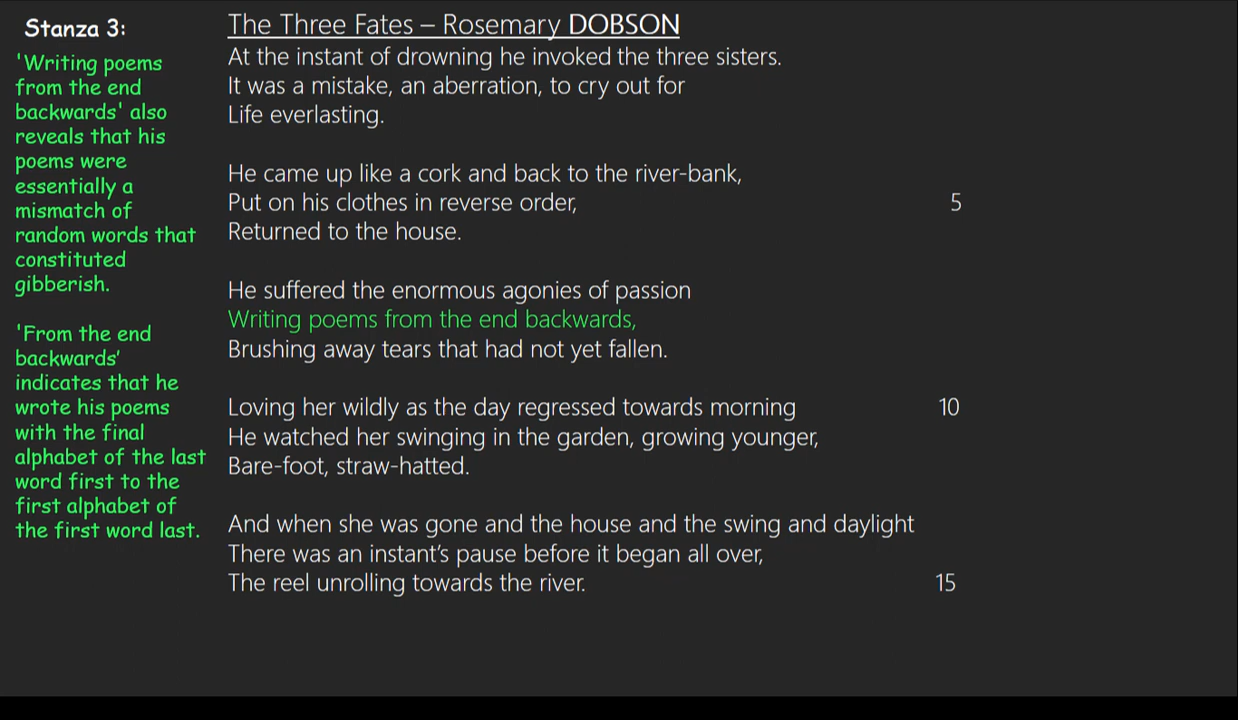 Stanza 3:
'Writing poems
from the end
backwards' also
reveals that his
poems were
essentially a
mismatch of
random words that
constituted
gibberish.
'From the end
backwards’
indicates that he
wrote his poems
with the final
alphabet of the last
word first to the
first alphabet of
the first word last.
The Three Fates – Rosemary DOBSON
At the instant of drowning he invoked the three sisters.
It was a mistake, an aberration, to cry out for
Life everlasting.
He came up like a cork and back to the river-bank,
Put on his clothes in reverse order, 5
Returned to the house.
He suffered the enormous agonies of passion
Writing poems from the end backwards,
Brushing away tears that had not yet fallen.
Loving her wildly as the day regressed towards morning 10
He watched her swinging in the garden, growing younger,
Bare-foot, straw-hatted.
And when she was gone and the house and the swing and daylight
There was an instant’s pause before it began all over,
The reel unrolling towards the river. 15